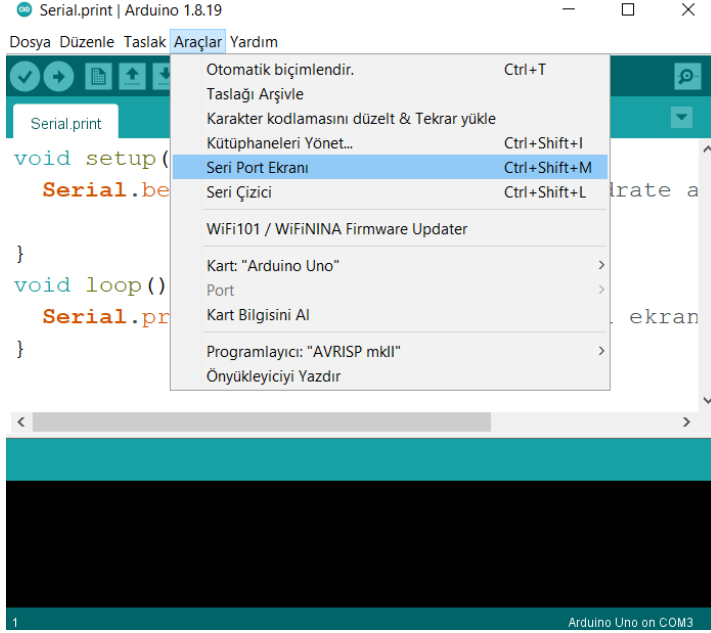 Serial.print | Arduino 1.8.19
Dosya Düzenle Taslak Araçlar Yardım
Serial.print
Otomatik biçimlendir. Ctrl+T
Taslağı Arşivle
Karakter kodlamasını düzelt & Tekrar yükle
Kütüphaneleri Yönet... Ctrl+Shift+I
Seri Port Ekranı Ctrl+Shift+M
Seri Çizici Ctrl+Shift+L
WiFi101 / WiFiNINA Firmware Updater
Kart: "Arduino Uno"
Port
Kart Bilgisini Al
Programlayıcı: "AVRISP mkII"
Önyükleyiciyi Yazdır
void setup(
Serial.be drate a
}
void loop()
Serial.pr ekran
}
1 Arduino Uno on COM3